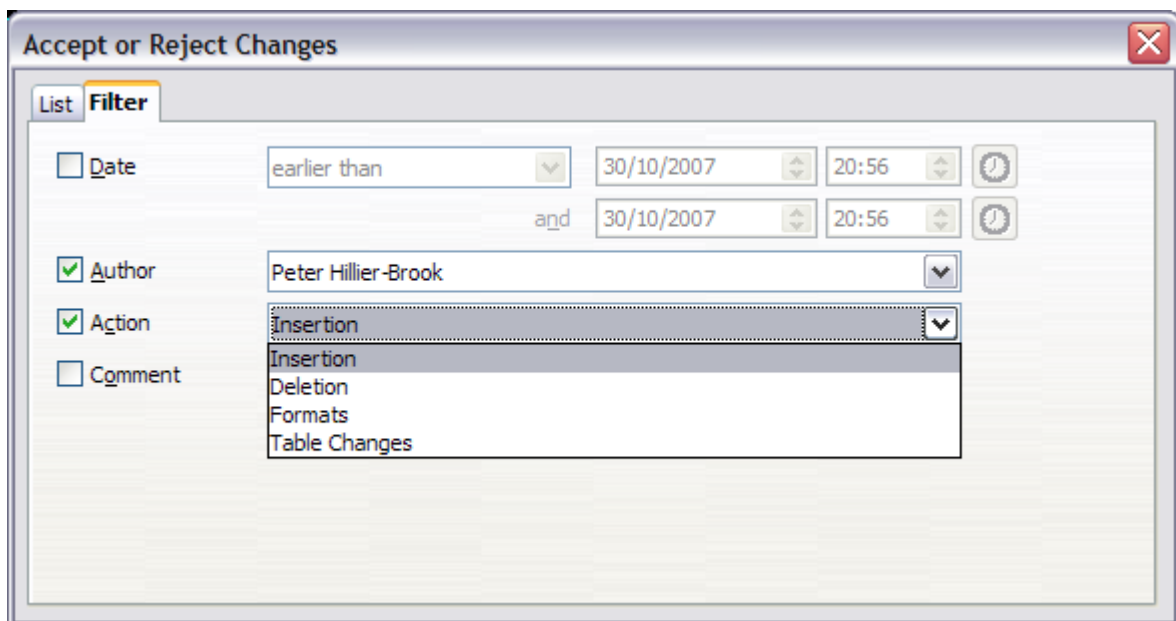 Accept or Reject Changes
List Filter
Date earlier than 30/10/2007 20:56
and 30/10/2007 20:56
Author Peter Hillier-Brook
Action Insertion
Insertion
Comment
Deletion
Formats
Table Changes